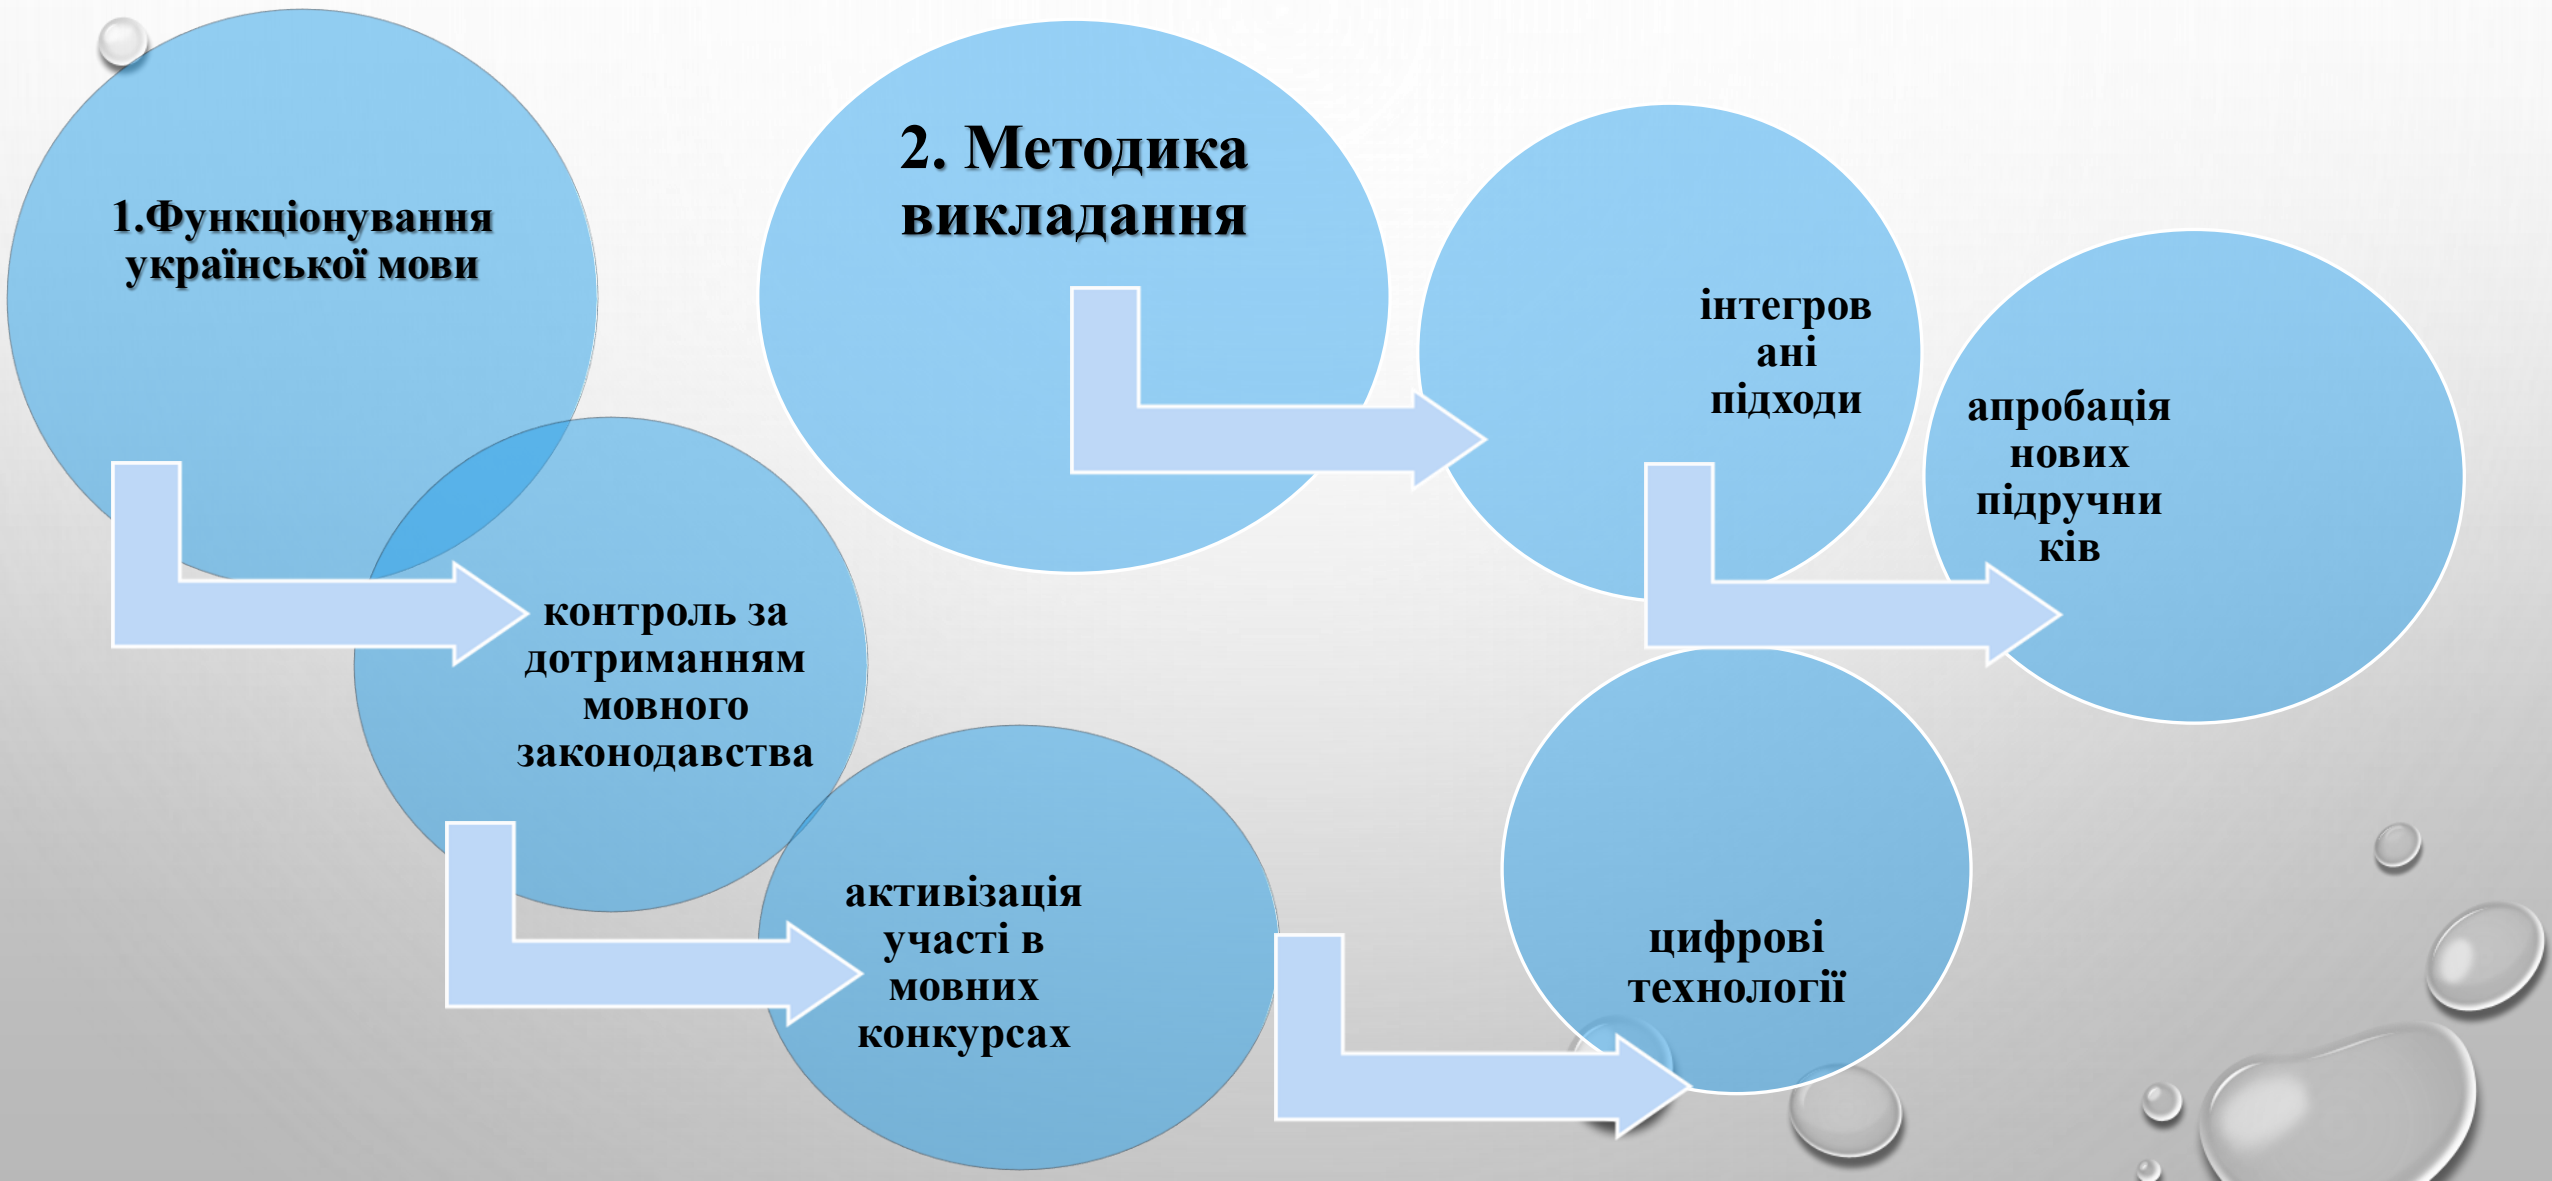 1.Функціонування
української мови
контроль за
дотриманням
мовного
законодавства
активізація
участі в
мовних
конкурсах
2. Методика
викладання
інтегров
ані
підходи
апробація
нових
підручни
ків
цифрові
технології